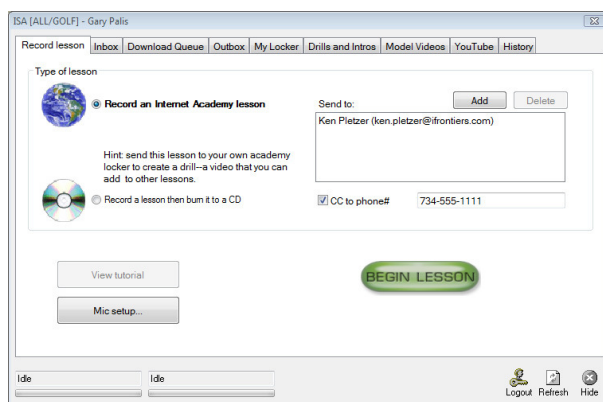 ISA [ALL/GOLF] - Gary Palis
Record lesson Inbox Download Queue Outbox My Locker Drills and Intros Model Videos YouTube History
Type of lesson
Record an Internet Academy lesson
Send to:
Add
Delete
Ken Pletzer (ken.pletzer@ifrontiers.com)
Hint: send this lesson to your own academy
locker to create a drill--a video that you can
add to other lessons.
Record a lesson then burn it to a CD
CC to phone#
734-555-1111
View tutorial
BEGIN LESSON
Mic setup...
Idle
Idle
Logout Refresh Hide